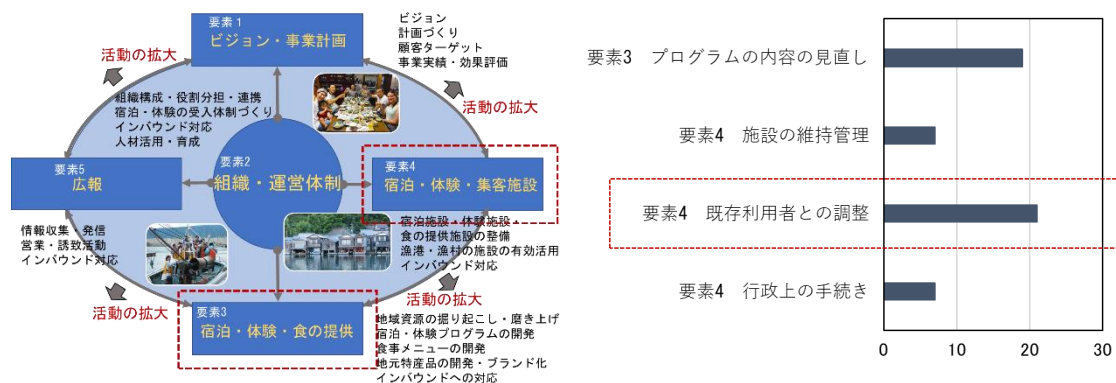 要素1
ビジョン・事業計画
ビジョン
計画づくり
顧客ターゲット
事業実績・効果評価
活動の拡大
活動の拡大
組織構成・役割分担・連携
宿泊・体験の受入体制づくり
インバウンド対応
人材活用・育成
要素5
広報
要素2
組織・運営体制
要素4
宿泊・体験・集客施設
情報収集・発信
営業・誘致活動
インバウンド対応
宿泊施設・体験施設・
食の提供施設の整備
漁港・漁村の施設の有効活用
インバウンド対応
活動の拡大
活動の拡大
要素3
宿泊・体験・食の提供
地域資源の掘り起こし・磨き上げ
宿泊・体験プログラムの開発
食事メニューの開発
地元特産品の開発・ブランド化
インバウンドへの対応
要素3 プログラムの内容の見直し
要素4 施設の維持管理
要素4 既存利用者との調整
要素4 行政上の手続き
0 10 20 30